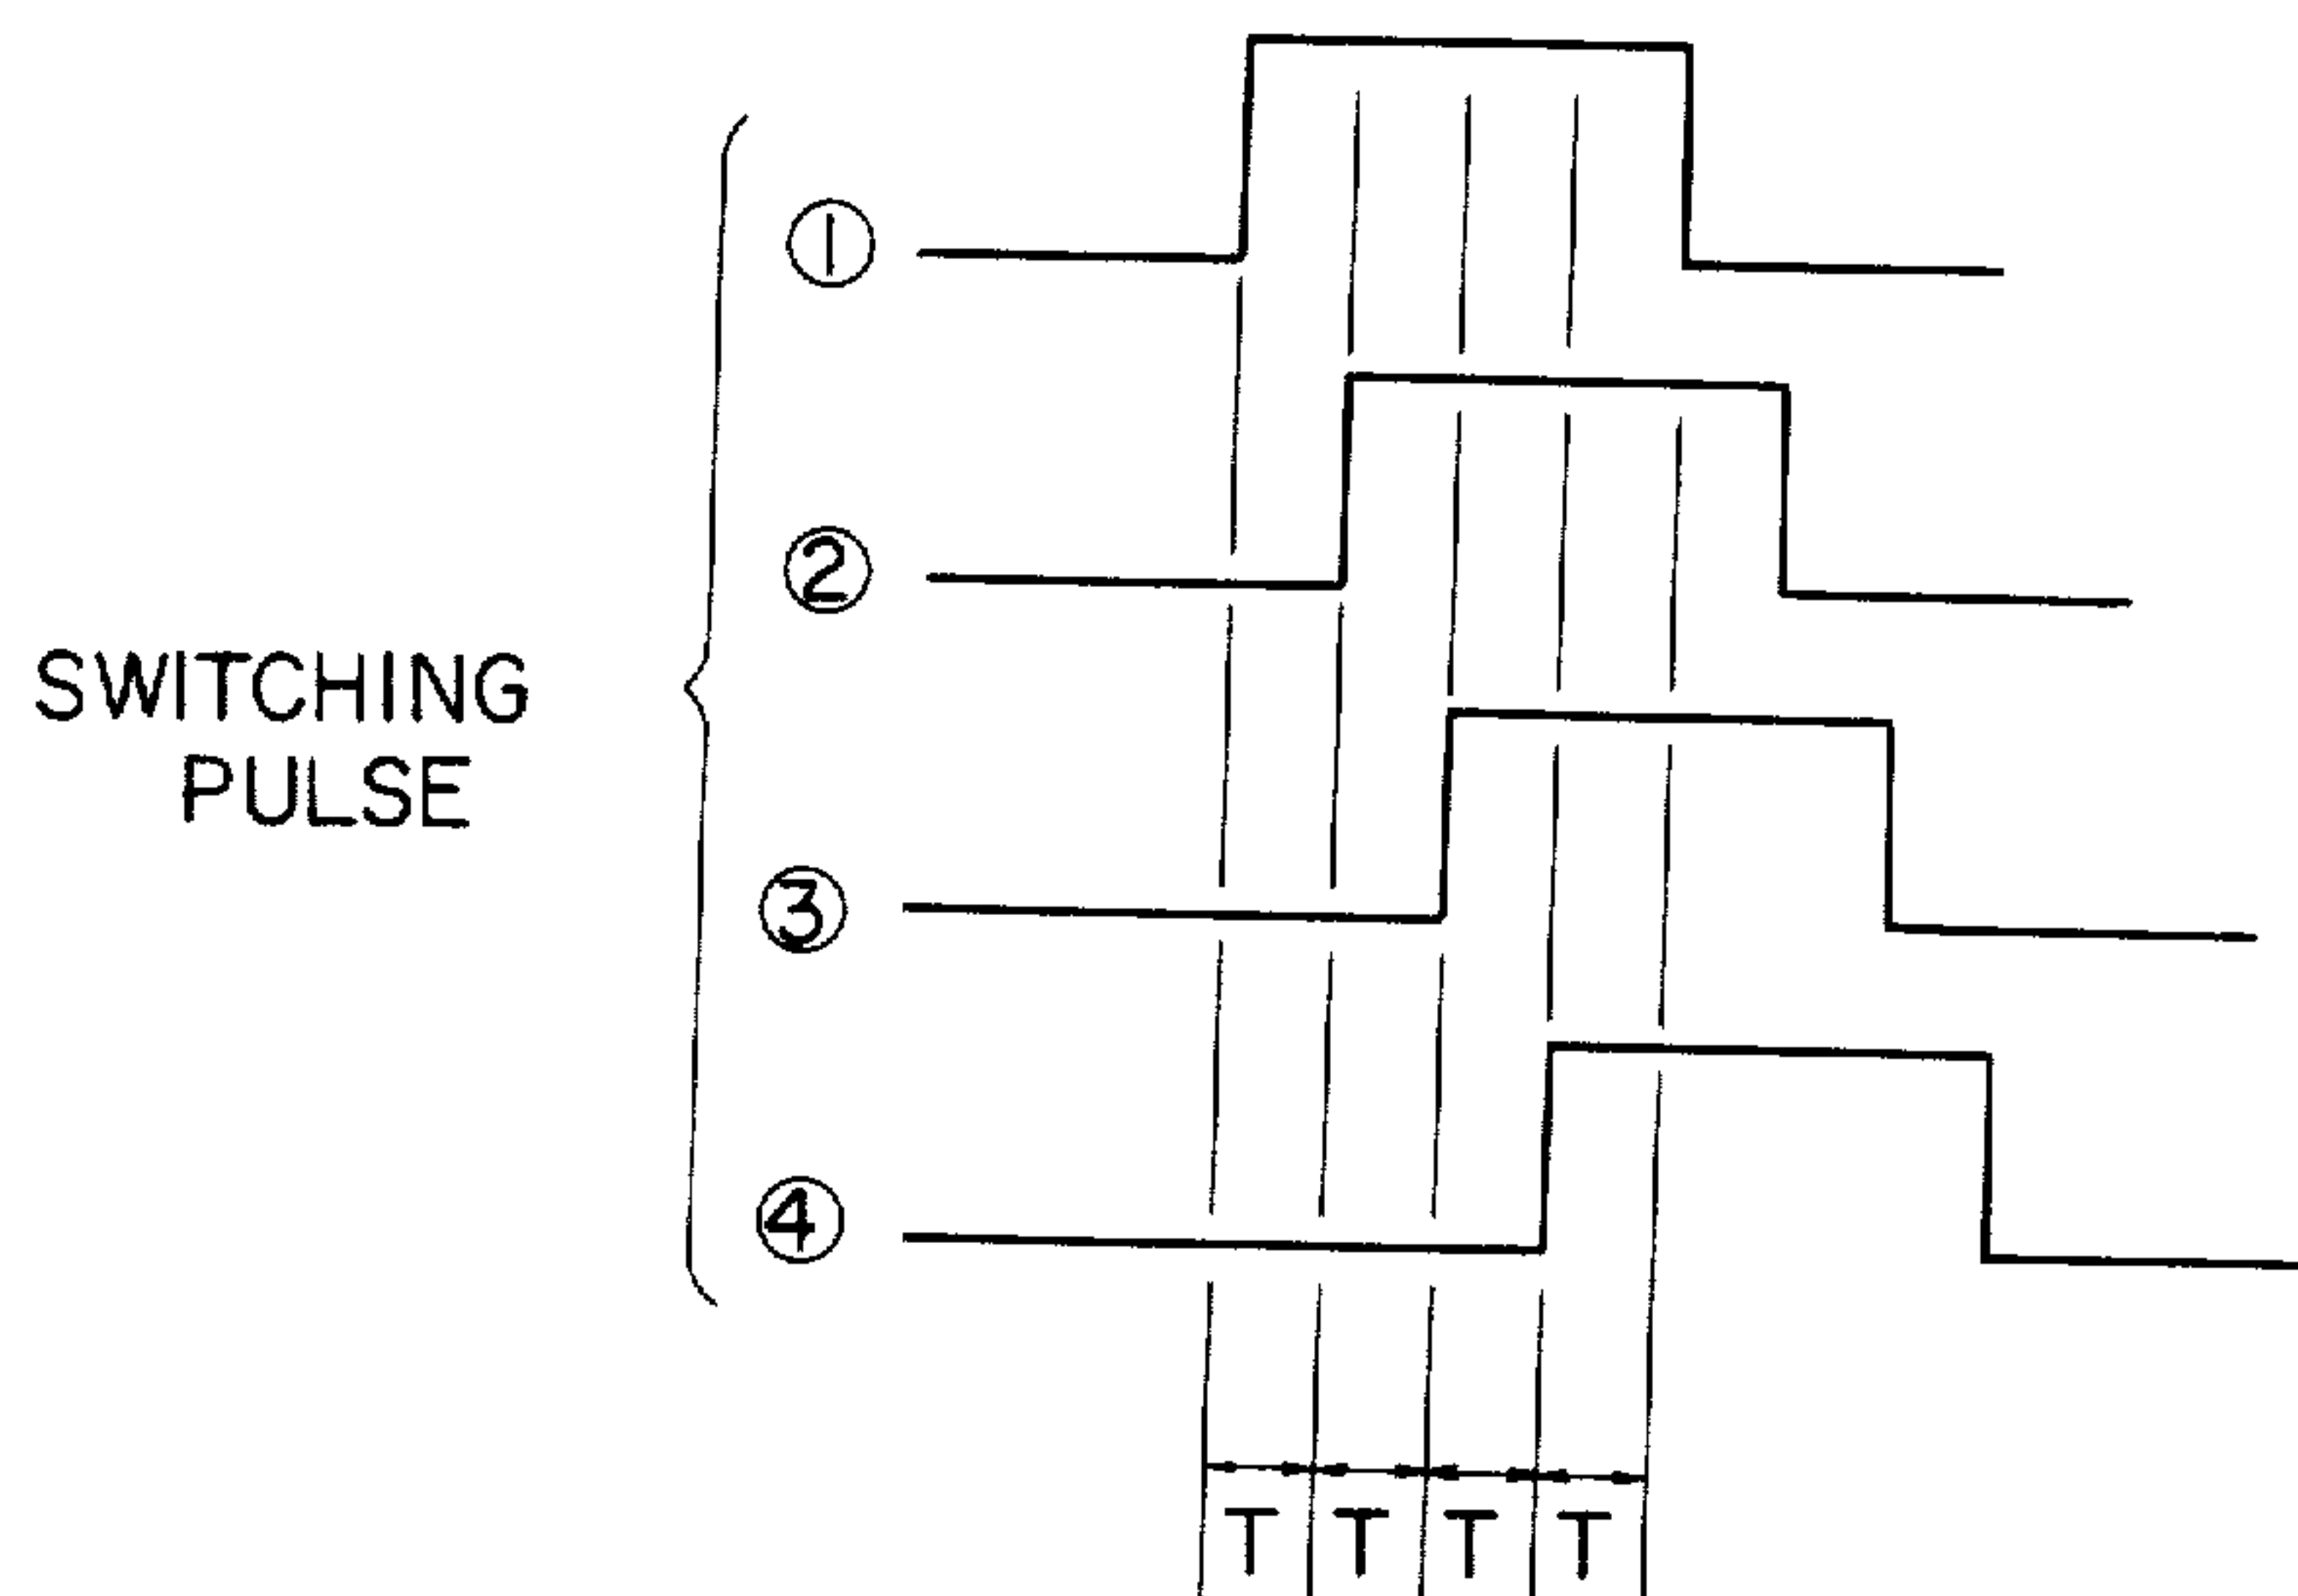 ①
②
SWITCHING
PULSE
③
④
T T T T